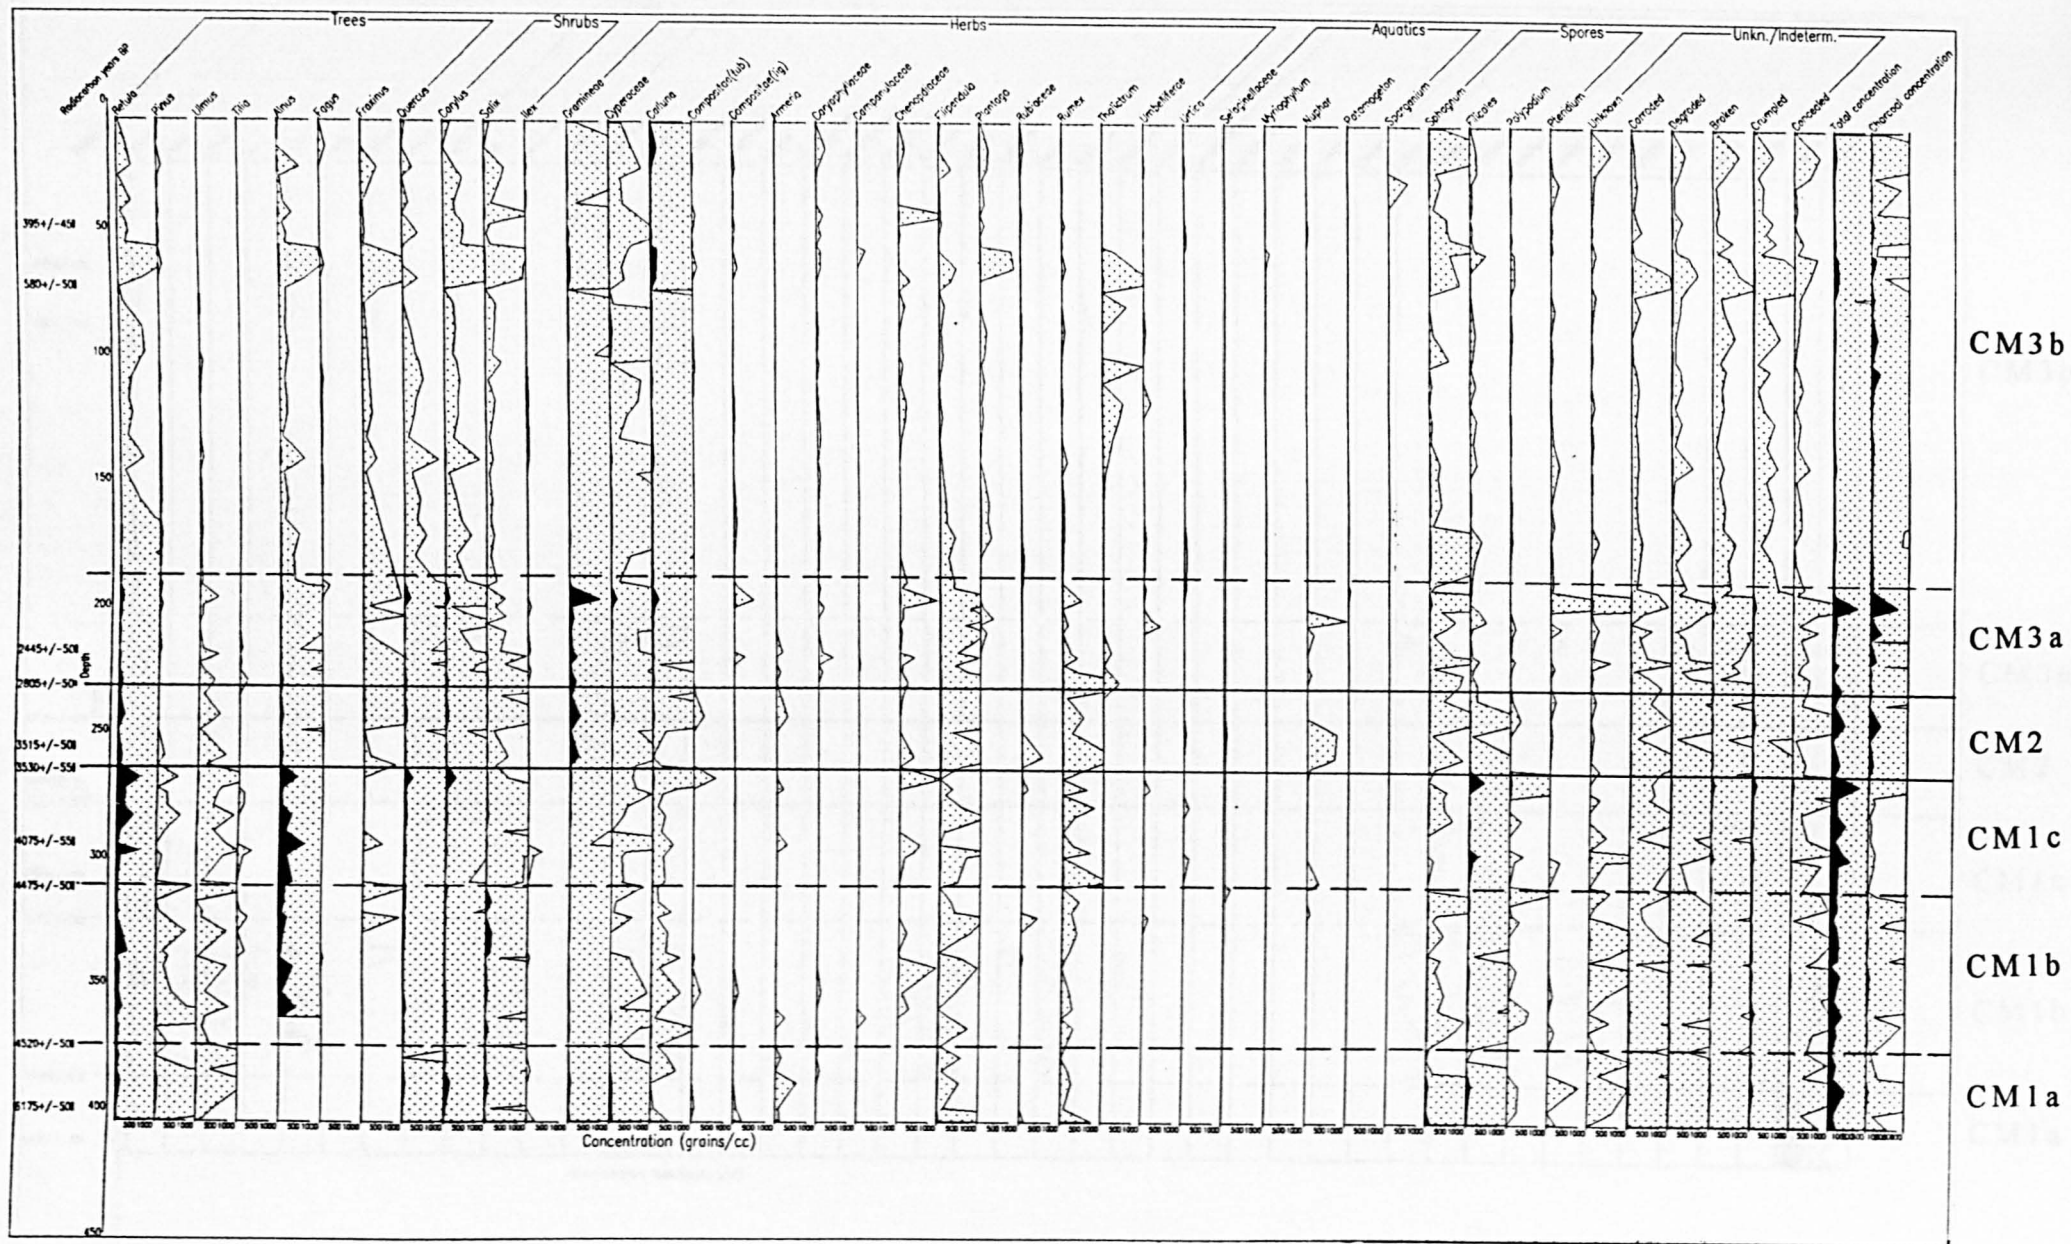 Trees Shrubs Herbs Aquatics Spores Unkn./Indeterm.
Radiocarbon years BP
Betula
Pinus
Ulmus
Tilia
Alnus
Fagus
Fraxinus
Quercus
Corylus
Salix
Ilex
Gramineae
Cyperaceae
Calluna
Compositae(tub)
Compositae(lig)
Armeria
Caryophyllaceae
Campanulaceae
Chenopodiaceae
Filipendula
Plantago
Rubiaceae
Rumex
Thalictrum
Umbelliferae
Urtica
Selaginellaceae
Myriophyllum
Nuphar
Potamogeton
Sparganium
Sphagnum
Filicales
Polypodium
Pteridium
Unknown
Corroded
Degraded
Broken
Crumpled
Concealed
Total concentration
Charcoal concentration
0
395+/-45
50
580+/-50
100
CM3b
150
200
2445+/-50
CM3a
Depth
2805+/-50
250
3515+/-50
CM2
3530+/-55
4075+/-55
CM1c
300
4475+/-50
350
CM1b
4520+/-50
400
CM1a
Concentration (grains/cc)
450